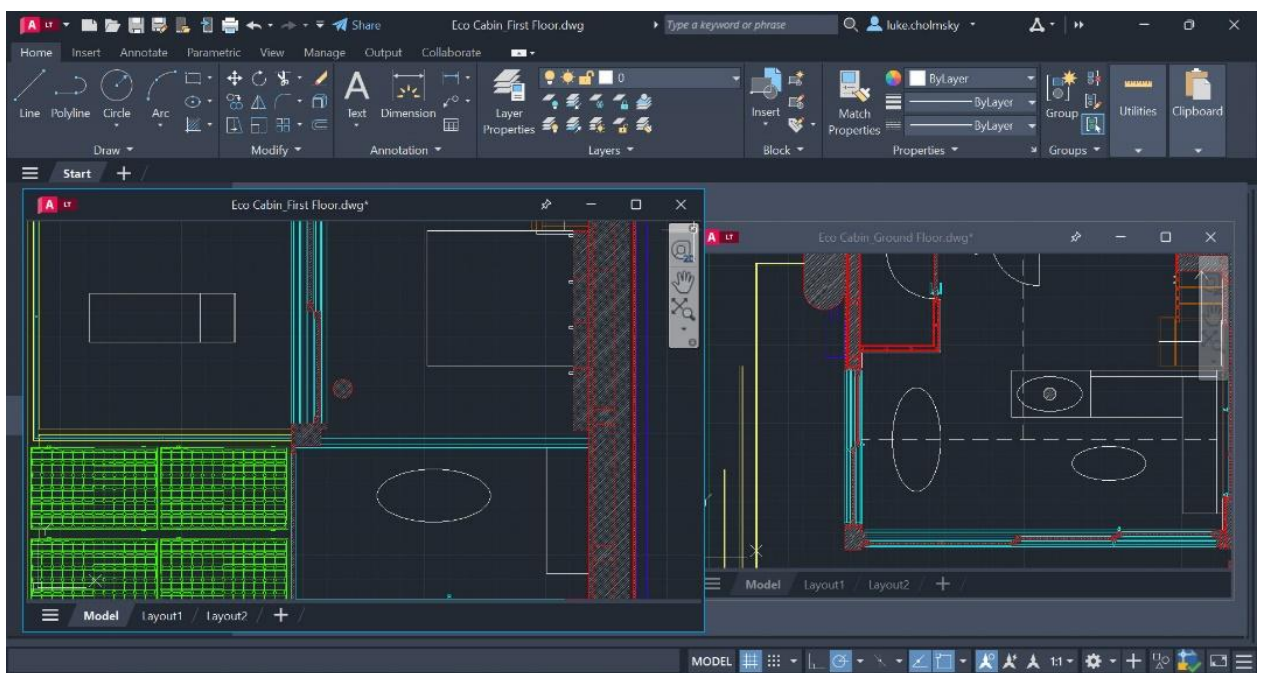 A LT Share Eco Cabin_First Floor.dwg Type a keyword or phrase luke.cholmsky
Home Insert Annotate Parametric View Manage Output Collaborate
0
ByLayer
ByLayer
ByLayer
Line Polyline Circle Arc Text Dimension Layer Properties Insert Match Properties Group Utilities Clipboard
Draw Modify Annotation Layers Block Properties Groups
Start
A LT Eco Cabin_First Floor.dwg*
A LT Eco Cabin_Ground Floor.dwg*
Model Layout1 Layout2
Model Layout1 Layout2
MODEL 1:1